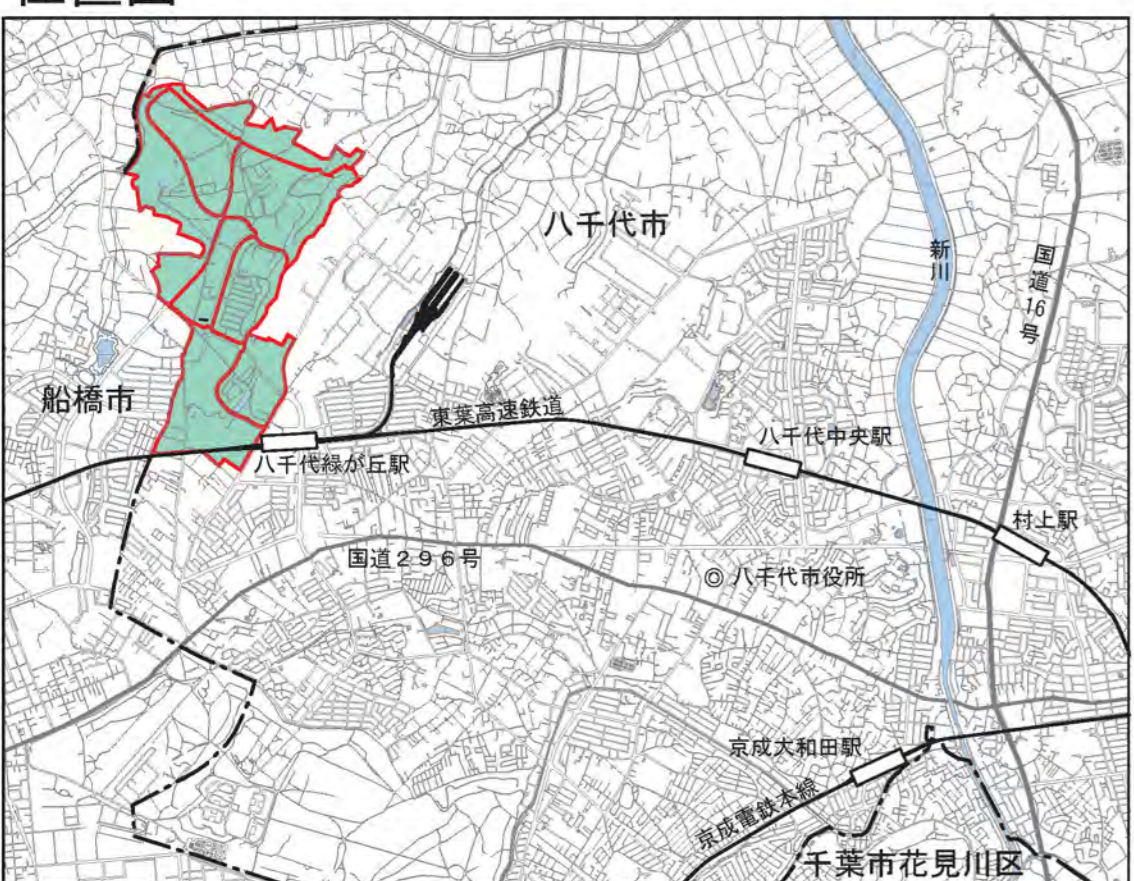 八千代市
新川
国道16号
船橋市
東葉高速鉄道
八千代中央駅
八千代緑が丘駅
村上駅
国道296号
◎ 八千代市役所
京成大和田駅
京成電鉄本線
千葉市花見川区